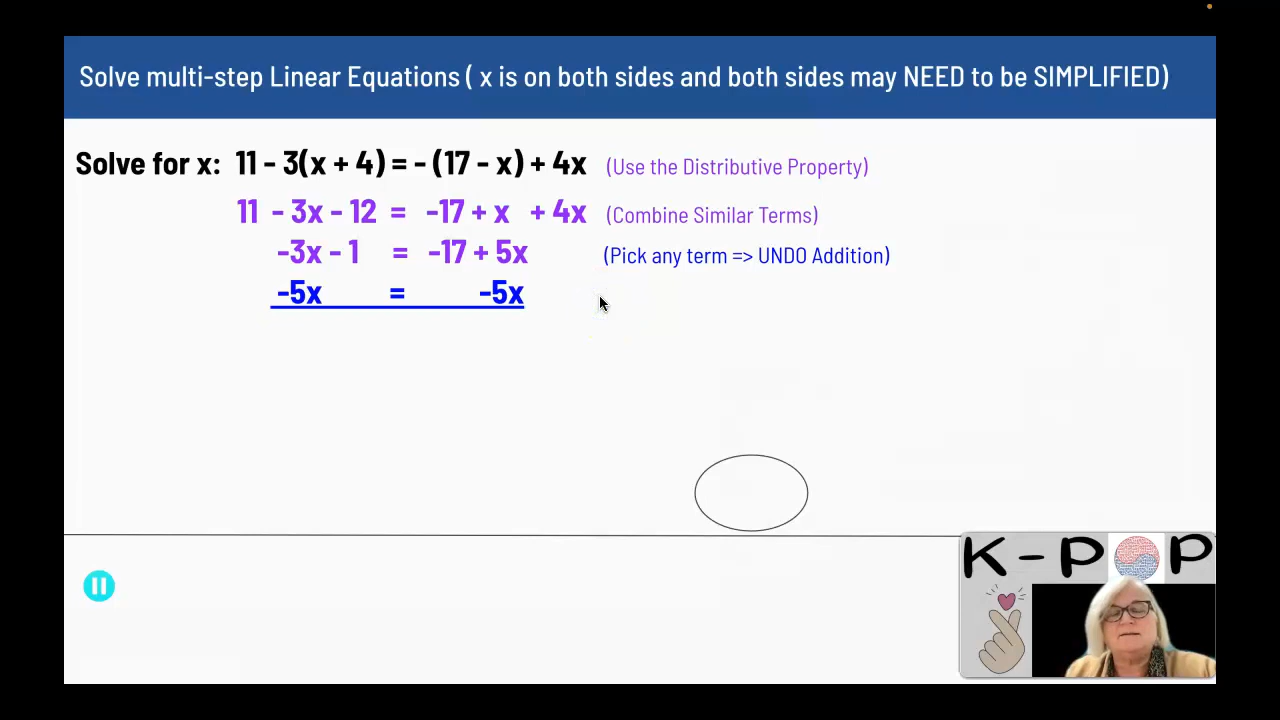 Solve multi-step Linear Equations ( x is on both sides and both sides may NEED to be SIMPLIFIED)
Solve for x: 11 - 3(x + 4) = - (17 - x) + 4x (Use the Distributive Property)
11 - 3x - 12 = -17 + x + 4x (Combine Similar Terms)
-3x - 1 = -17 + 5x (Pick any term => UNDO Addition)
-5x = -5x
K-POP